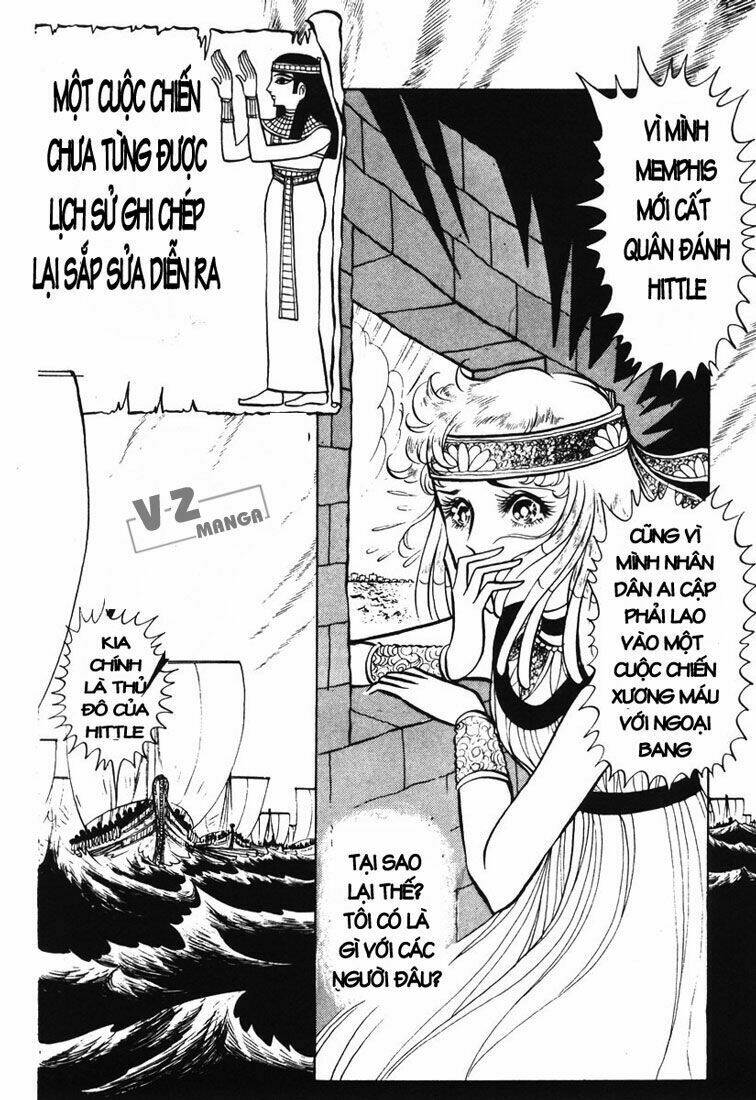 MỘT CUỘC CHIẾN
CHƯA TỪNG ĐƯỢC
LỊCH SỬ GHI CHÉP
LẠI SẮP SỬA DIỄN RA
VÌ MÌNH
MEMPHIS
MỚI CẤT
QUÂN ĐÁNH
HITTLE
CŨNG VÌ
MÌNH NHÂN
DÂN AI CẬP
PHẢI LAO
VÀO MỘT
CUỘC CHIẾN
XƯƠNG MÁU
VỚI NGOẠI
BANG
TẠI SAO
LẠI THẾ?
TÔI CÓ LÀ
GÌ VỚI CÁC
NGƯỜI ĐÂU?
V-Z
MANGA
KIA
CHÍNH
LÀ THỦ
ĐÔ CỦA
HITTLE